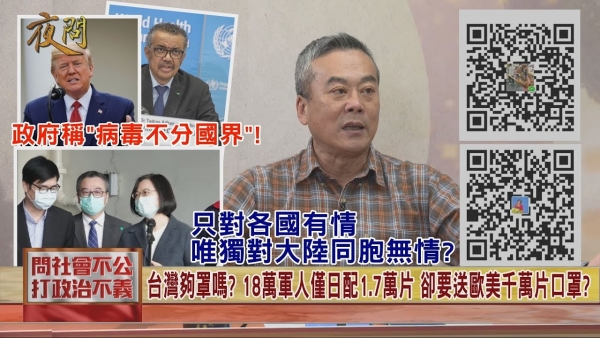 夜問
World Health
Organization
政府稱"病毒不分國界"!
只對各國有情
唯獨對大陸同胞無情?
問社會不公
打政治不義
台灣夠罩嗎? 18萬軍人僅日配1.7萬片 卻要送歐美千萬片口罩?